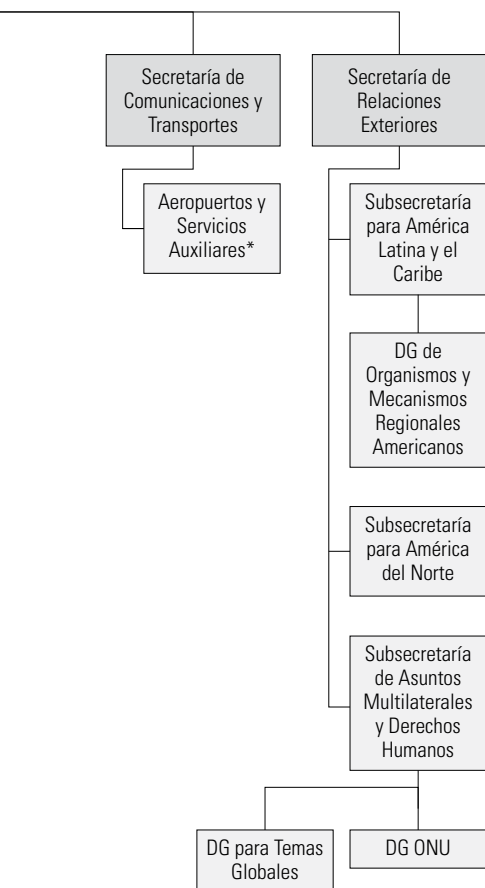 Secretaría de
Comunicaciones y
Transportes
Secretaría de
Relaciones
Exteriores
Aeropuertos y
Servicios
Auxiliares*
Subsecretaría
para América
Latina y el
Caribe
DG de
Organismos y
Mecanismos
Regionales
Americanos
Subsecretaría
para América
del Norte
Subsecretaría
de Asuntos
Multilaterales
y Derechos
Humanos
DG para Temas
Globales
DG ONU